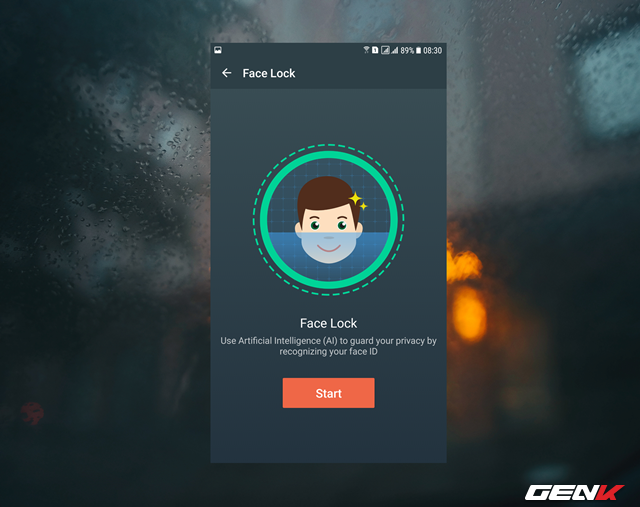 89% 08:30
Face Lock
Face Lock
Use Artificial Intelligence (AI) to guard your privacy by
recognizing your face ID
Start
GENK